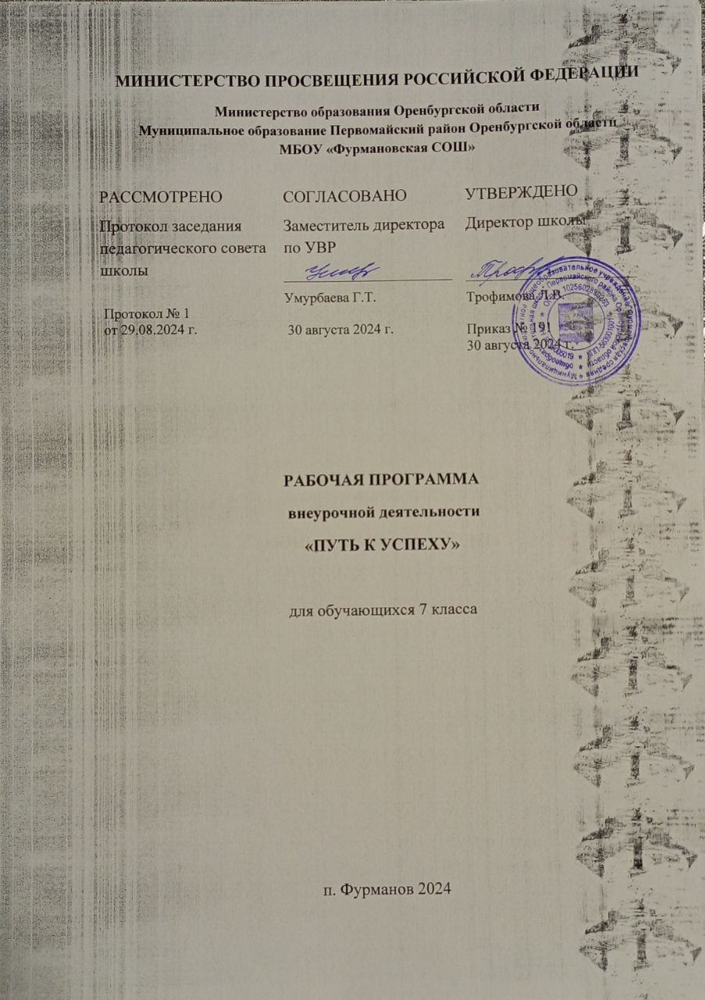 МИНИСТЕРСТВО ПРОСВЕЩЕНИЯ РОССИЙСКОЙ ФЕДЕРАЦИИ
Министерство образования Оренбургской области
Муниципальное образование Первомайский район Оренбургской области
МБОУ «Фурмановская СОШ»
РАССМОТРЕНО
Протокол заседания
педагогического совета
школы
Протокол № 1
от 29.08.2024 г.
СОГЛАСОВАНО
Заместитель директора
по УВР
Умурбаева Г.Т.
30 августа 2024 г.
УТВЕРЖДЕНО
Директор школы
Трофимова Л.В.
Приказ № 191
30 августа 2024 г.
РАБОЧАЯ ПРОГРАММА
внеурочной деятельности
«ПУТЬ К УСПЕХУ»
для обучающихся 7 класса
п. Фурманов 2024